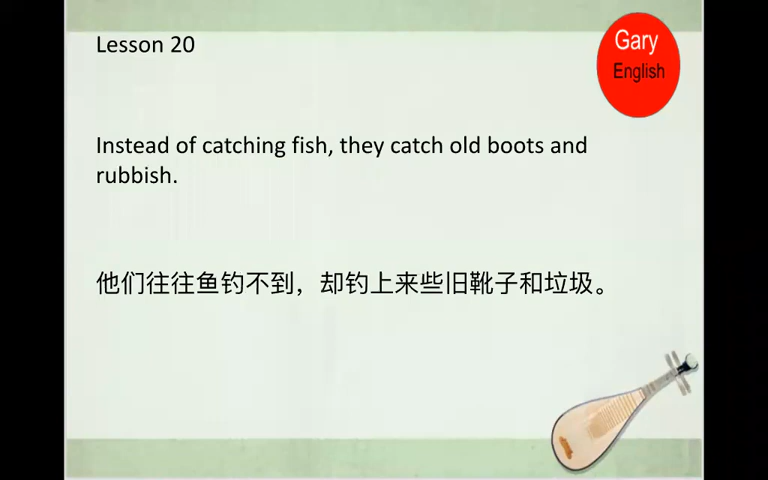 Lesson 20
Gary
English
Instead of catching fish, they catch old boots and
rubbish.
他们往往鱼钓不到，却钓上来些旧靴子和垃圾。